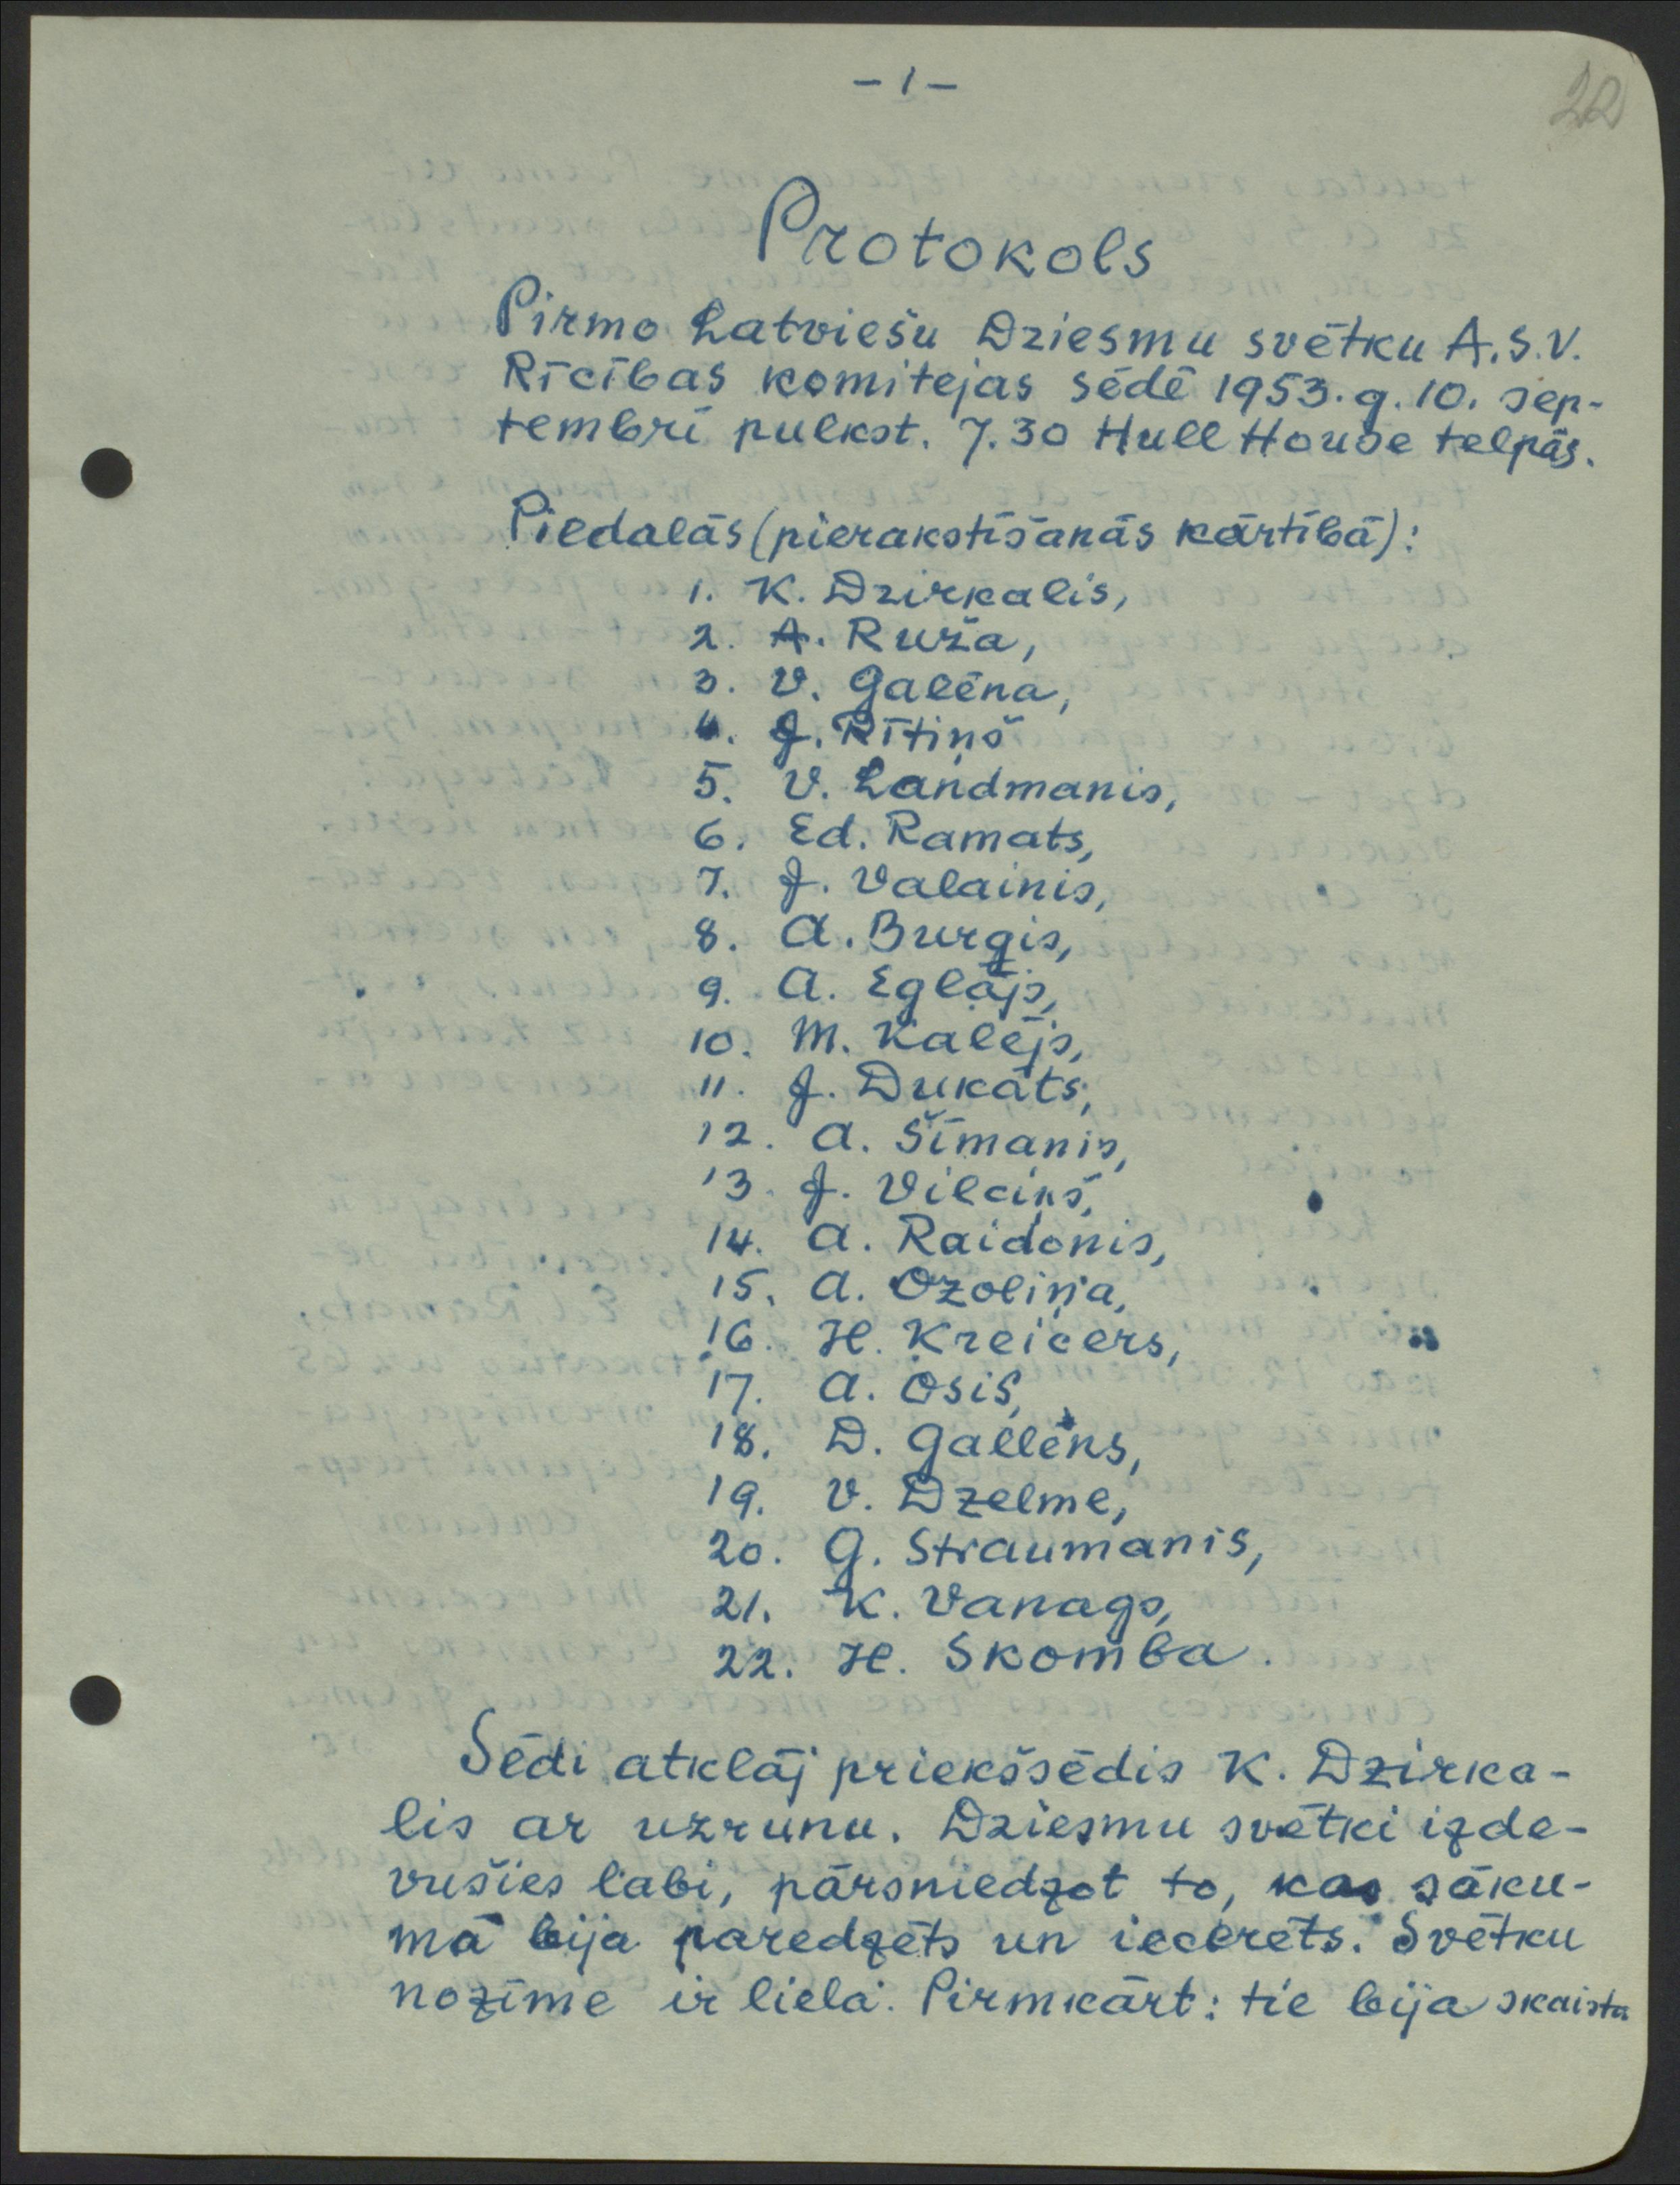 - 1 -
22
Protokols
Pirmo Latviešu Dziesmu svētku A.S.V.
Rīcības komitejas sēdē 1953. g. 10. sep-
tembrī pulkst. 7.30 Hull House telpās.
Piedalās (pierakstīšanās kārtībā):
1. K. Dzirkalis,
2. A. Ruža,
3. V. Galēna,
4. J. Rītiņš
5. V. Landmanis,
6. Ed. Ramats,
7. J. Valainis,
8. A. Burgis,
9. A. Eglājs,
10. M. Kalējs,
11. J. Dukāts,
12. A. Sīmanis,
13. J. Vilciņš,
14. A. Raidonis,
15. A. Ozoliņa,
16. H. Kreicers,
17. A. Osis,
18. D. Gallēns,
19. V. Dzelme,
20. G. Straumanis,
21. K. Vanags,
22. H. Skomba.
Sēdi atklāj priekšsēdis K. Dzirka-
lis ar uzrunu. Dziesmu svētki izde-
vušies labi, pārsniedzot to, kas sāku-
mā bija paredzēts un iecerēts. Svētku
nozīme ir liela. Pirmkārt: tie bija skaista